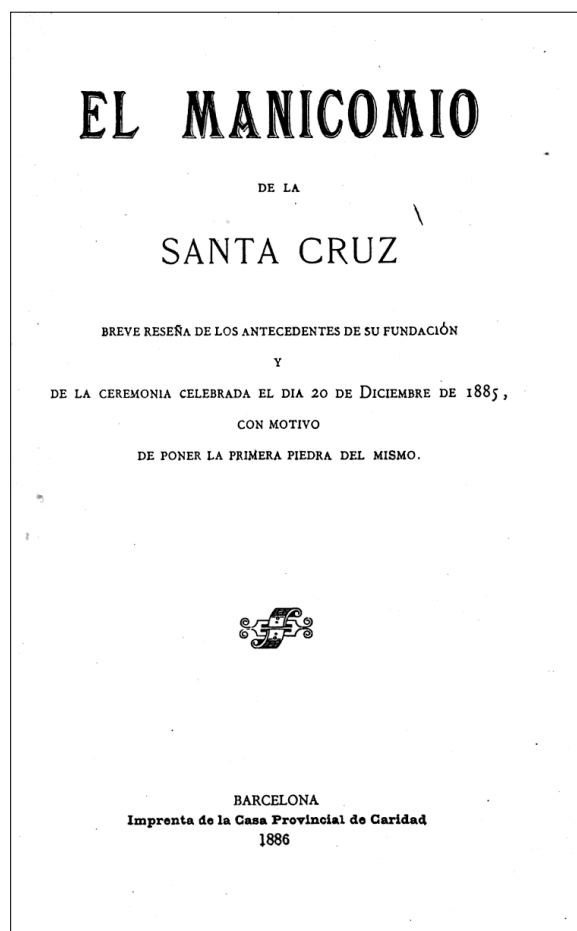 EL MANICOMIO
DE LA
SANTA CRUZ
BREVE RESEÑA DE LOS ANTECEDENTES DE SU FUNDACIÓN
Y
DE LA CEREMONIA CELEBRADA EL DIA 20 DE DICIEMBRE DE 1885,
CON MOTIVO
DE PONER LA PRIMERA PIEDRA DEL MISMO.
BARCELONA
Imprenta de la Casa Provincial de Caridad
1886